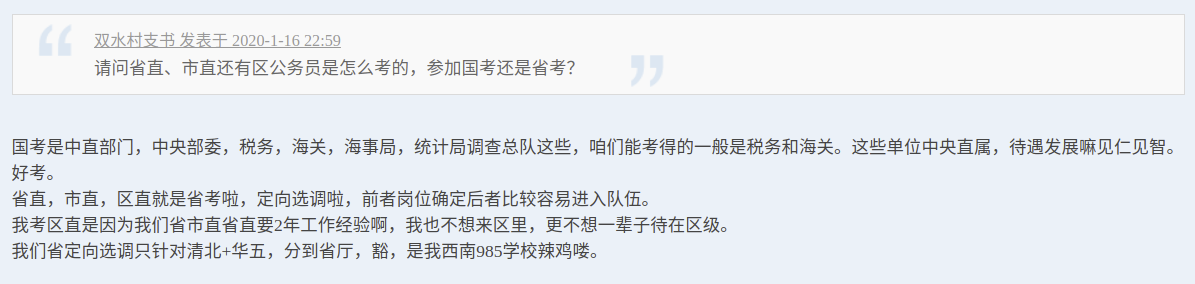 双水村支书 发表于 2020-1-16 22:59
请问省直、市直还有区公务员是怎么考的，参加国考还是省考？
国考是中直部门，中央部委，税务，海关，海事局，统计局调查总队这些，咱们能考得的一般是税务和海关。这些单位中央直属，待遇发展嘛见仁见智。
好考。
省直，市直，区直就是省考啦，定向选调啦，前者岗位确定后者比较容易进入队伍。
我考区直是因为我们省市直省直要2年工作经验啊，我也不想来区里，更不想一辈子待在区级。
我们省定向选调只针对清北+华五，分到省厅，豁，是我西南985学校辣鸡喽。